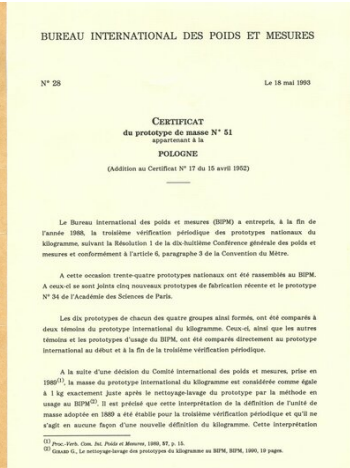 BUREAU INTERNATIONAL DES POIDS ET MESURES
N° 28 Le 18 mai 1993
CERTIFICAT
du prototype de masse N° 51
appartenant à la
POLOGNE
(Addition au Certificat N° 17 du 15 avril 1952)
Le Bureau international des poids et mesures (BIPM) a entrepris, à la fin de
l'année 1988, la troisième vérification périodique des prototypes nationaux du
kilogramme, suivant la Résolution 1 de la dix-huitième Conférence générale des poids et
mesures et conformément à l'article 6, paragraphe 3 de la Convention du Mètre.
A cette occasion trente-quatre prototypes nationaux ont été rassemblés au BIPM.
A ceux-ci se sont joints cinq nouveaux prototypes de fabrication récente et le prototype
N° 34 de l'Académie des Sciences de Paris.
Les dix prototypes de chacun des quatre groupes ainsi formés, ont été comparés à
deux témoins du prototype international du kilogramme. Ceux-ci, ainsi que les autres
témoins et les prototypes d'usage du BIPM, ont été comparés directement au prototype
international au début et à la fin de la troisième vérification périodique.
A la suite d'une décision du Comité international des poids et mesures, prise en
1989(1), la masse du prototype international du kilogramme est considérée comme égale
à 1 kg exactement juste après le nettoyage-lavage du prototype par la méthode en
usage au BIPM(2). Il est précisé que cette interprétation de la définition de l'unité de
masse adoptée en 1889 a été établie pour la troisième vérification périodique et qu'il ne
s'agit en aucun cas d'une nouvelle définition du kilogramme. Cette interprétation
(1) Proc.-Verb. Com. Int. Poids et Mesures, 1989, 57, p. 15.
(2) GIRARD G., Le nettoyage-lavage des prototypes du kilogramme au BIPM, BIPM, 1990, 19 pages.